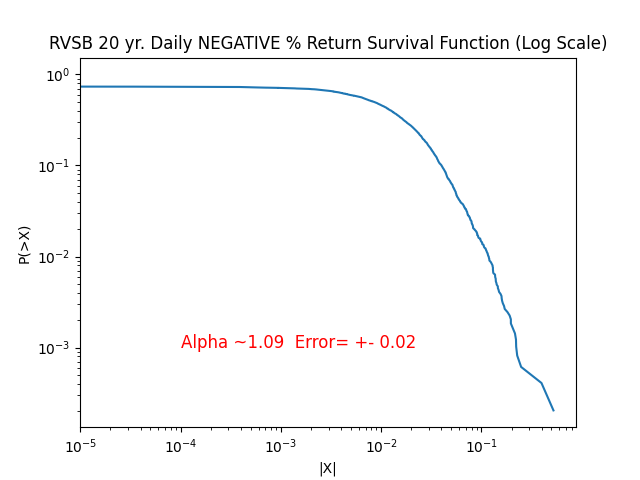 RVSB 20 yr. Daily NEGATIVE % Return Survival Function (Log Scale)
10⁰
10⁻¹
10⁻²
10⁻³
P(>X)
Alpha ~1.09  Error= +- 0.02
10⁻⁵ 10⁻⁴ 10⁻³ 10⁻² 10⁻¹
|X|